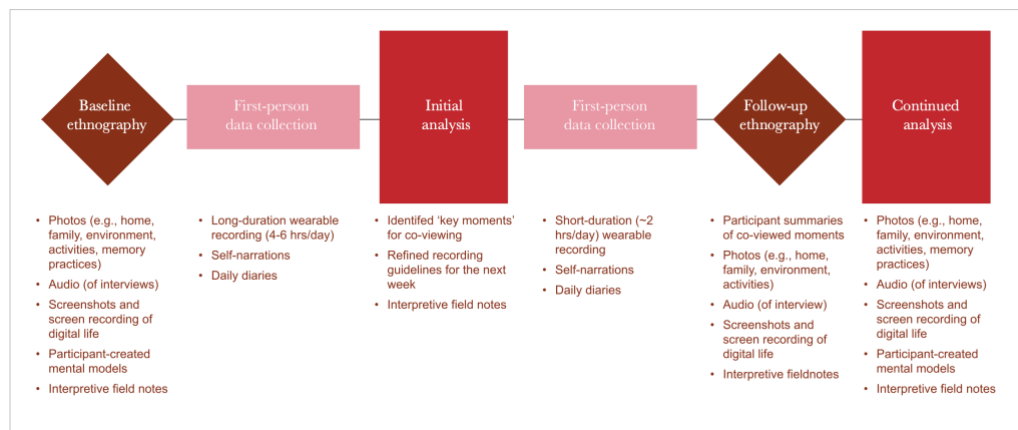 Baseline
ethnography
First-person
data collection
Initial
analysis
First-person
data collection
Follow-up
ethnography
Continued
analysis
• Photos (e.g., home,
family, environment,
activities, memory
practices)
• Audio (of interviews)
• Screenshots and
screen recording of
digital life
• Participant-created
mental models
• Interpretive field notes
• Long-duration wearable
recording (4-6 hrs/day)
• Self-narrations
• Daily diaries
• Identifed ‘key moments’
for co-viewing
• Refined recording
guidelines for the next
week
• Interpretive field notes
• Short-duration (~2
hrs/day) wearable
recording
• Self-narrations
• Daily diaries
• Participant summaries
of co-viewed moments
• Photos (e.g., home,
family, environment,
activities)
• Audio (of interview)
• Screenshots and
screen recording of
digital life
• Interpretive fieldnotes
• Photos (e.g., home,
family, environment,
activities, memory
practices)
• Audio (of interviews)
• Screenshots and
screen recording of
digital life
• Participant-created
mental models
• Interpretive field notes